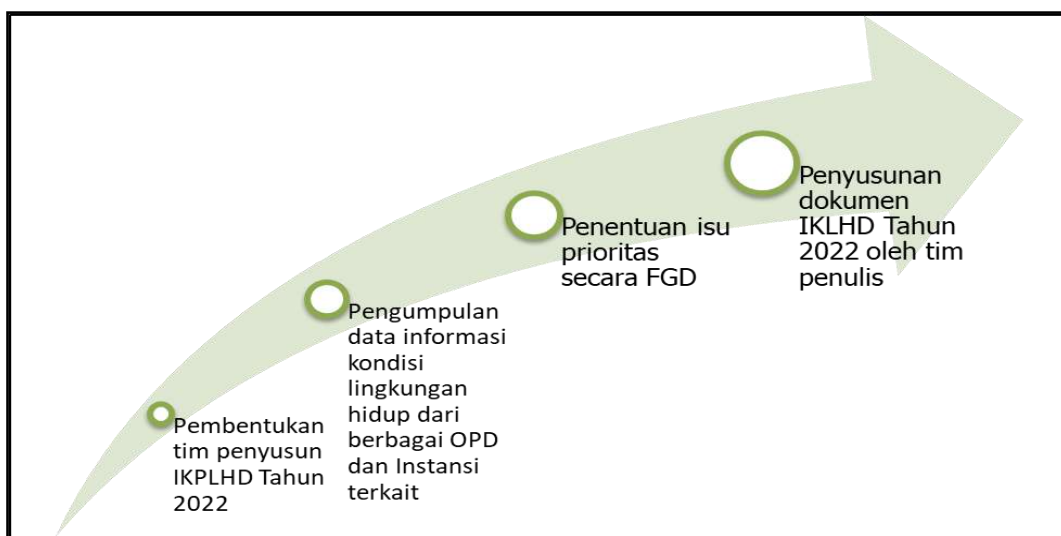 Pembentukan
tim penyusun
IKPLHD Tahun
2022
Pengumpulan
data informasi
kondisi
lingkungan
hidup dari
berbagai OPD
dan Instansi
terkait
Penentuan isu
prioritas
secara FGD
Penyusunan
dokumen
IKLHD Tahun
2022 oleh tim
penulis